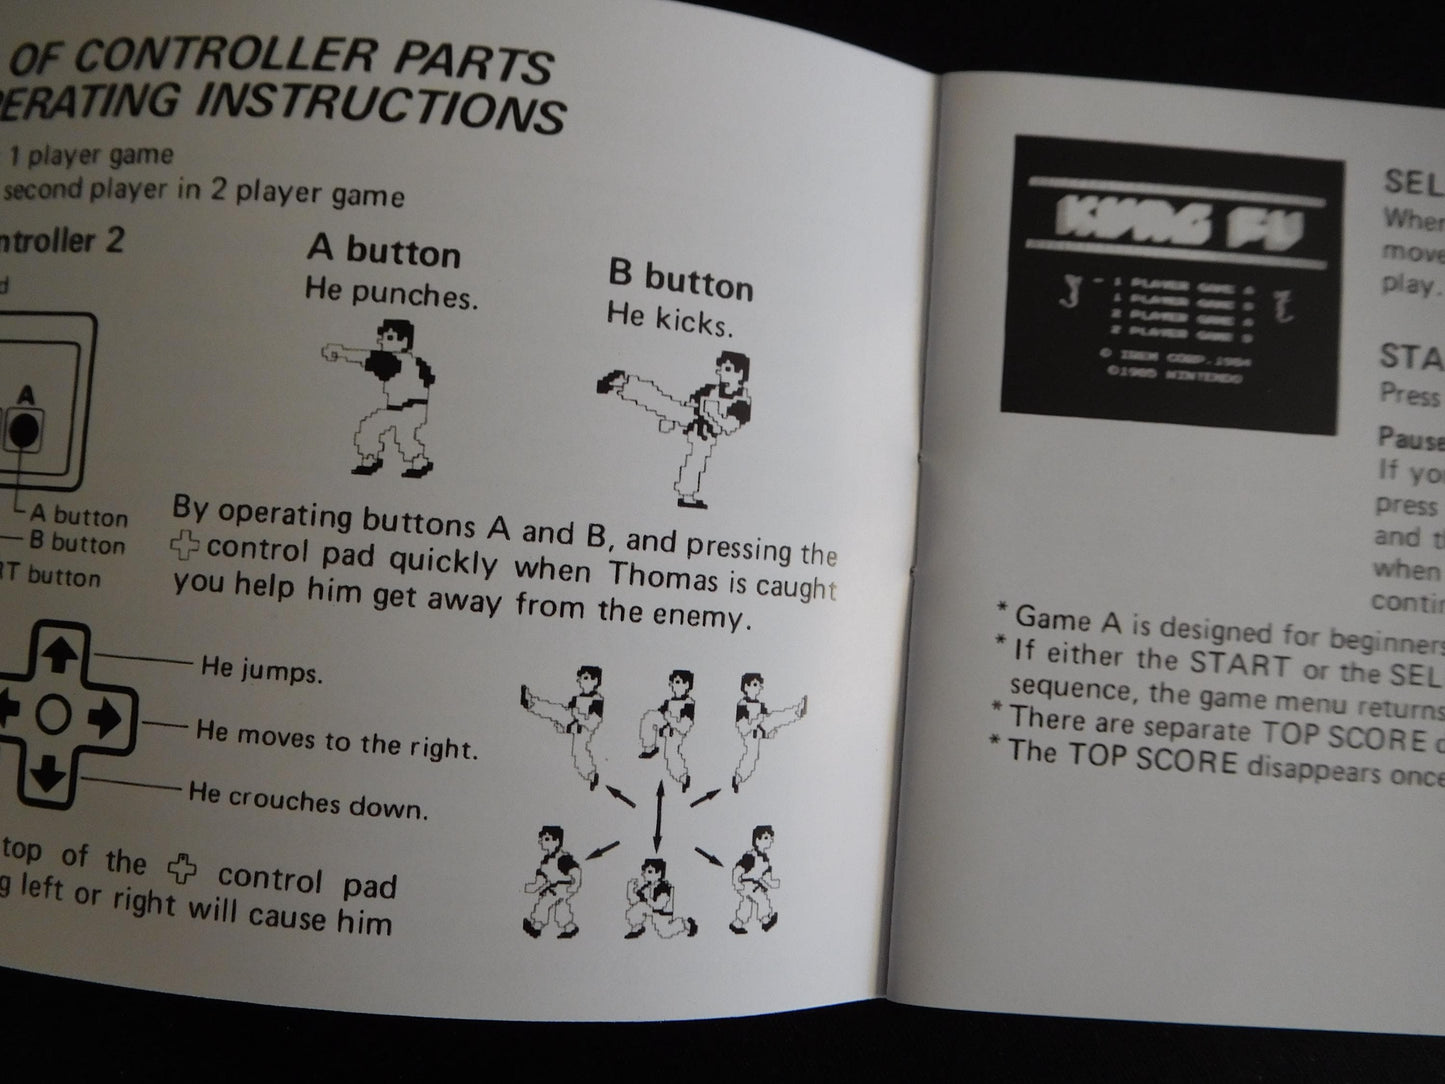 OF CONTROLLER PARTS
ERATING INSTRUCTIONS
1 player game
second player in 2 player game
ntroller 2
d
A
A button
B button
RT button
A button
He punches.
B button
He kicks.
By operating buttons A and B, and pressing the
control pad quickly when Thomas is caught
you help him get away from the enemy.
He jumps.
He moves to the right.
He crouches down.
top of the control pad
g left or right will cause him
KUNG FU
1 PLAYER GAME A
1 PLAYER GAME B
2 PLAYER GAME A
2 PLAYER GAME B
© IREM CORP. 1984
©1985 NINTENDO
SEL
When
move
play.
STA
Press
Pause
If yo
press
and th
when
contin
* Game A is designed for beginners
* If either the START or the SEL
sequence, the game menu returns
* There are separate TOP SCORE
* The TOP SCORE disappears once